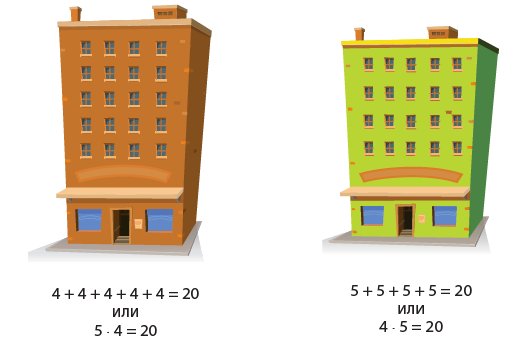 4 + 4 + 4 + 4 + 4 = 20
или
5 · 4 = 20
5 + 5 + 5 + 5 = 20
или
4 · 5 = 20